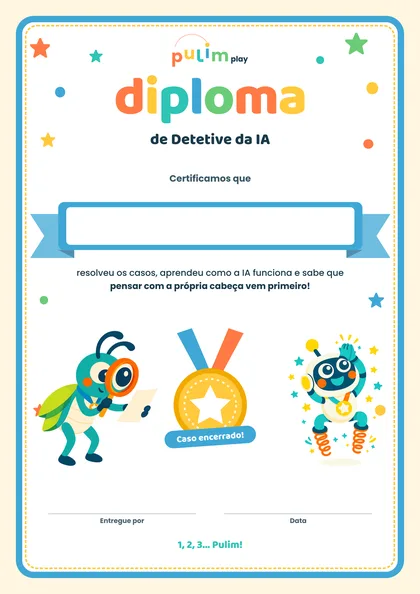 pulim play
diploma
de Detetive da IA
Certificamos que
resolveu os casos, aprendeu como a IA funciona e sabe que
pensar com a própria cabeça vem primeiro!
Caso encerrado!
Entregue por
Data
1, 2, 3... Pulim!